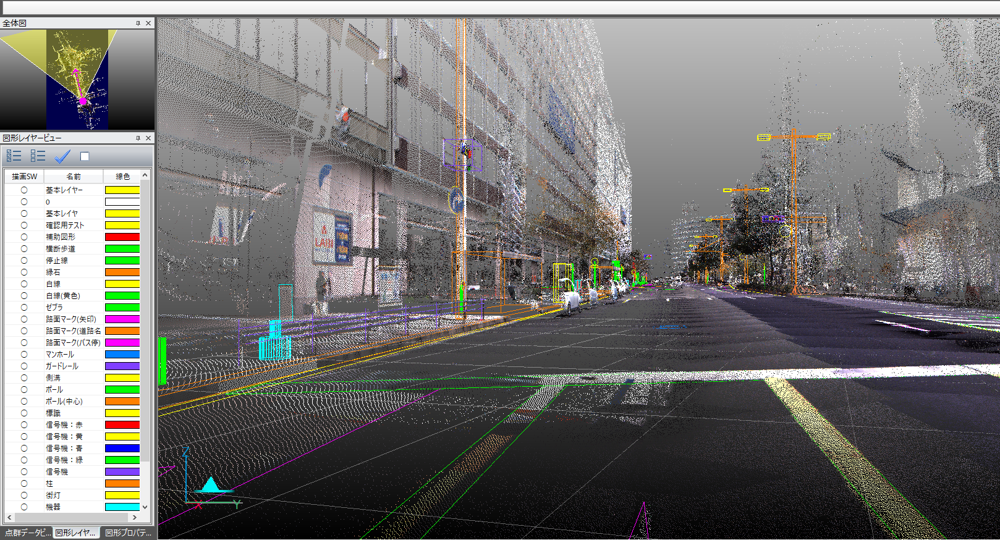 全体図
図形レイヤービュー
描画SW 名前 線色
基本レイヤー
0
基本レイヤ
確認用テスト
補助図形
横断歩道
停止線
縁石
白線
白線(黄色)
ゼブラ
路面マーク(矢印)
路面マーク(道路名
路面マーク(バス停)
マンホール
ガードレール
側溝
ポール
ポール(中心)
標識
信号機：赤
信号機：黄
信号機：青
信号機：緑
信号機
柱
街灯
機器
点群データビ... 図形レイヤ... 図形プロパテ...
Z
X
Y